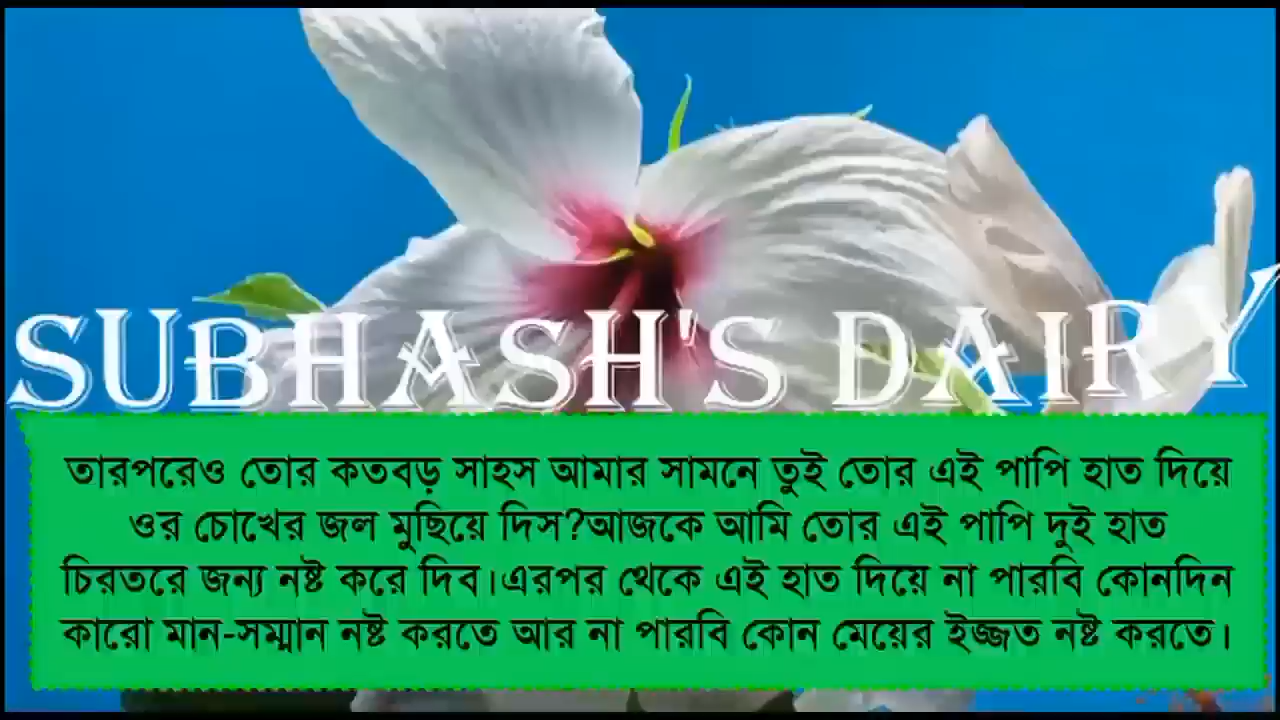 SUBHASH'S DAIRY
তারপরেও তোর কতবড় সাহস আমার সামনে তুই তোর এই পাপি হাত দিয়ে
ওর চোখের জল মুছিয়ে দিস?আজকে আমি তোর এই পাপি দুই হাত
চিরতরে জন্য নষ্ট করে দিব।এরপর থেকে এই হাত দিয়ে না পারবি কোনদিন
কারো মান-সম্মান নষ্ট করতে আর না পারবি কোন মেয়ের ইজ্জত নষ্ট করতে।